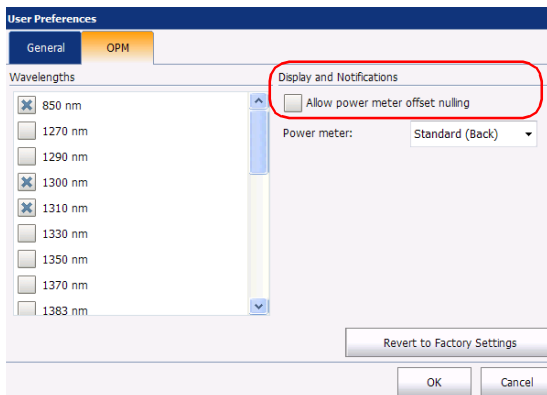 User Preferences
General OPM
Wavelengths
850 nm
1270 nm
1290 nm
1300 nm
1310 nm
1330 nm
1350 nm
1370 nm
1383 nm
Display and Notifications
Allow power meter offset nulling
Power meter: Standard (Back)
Revert to Factory Settings
OK Cancel